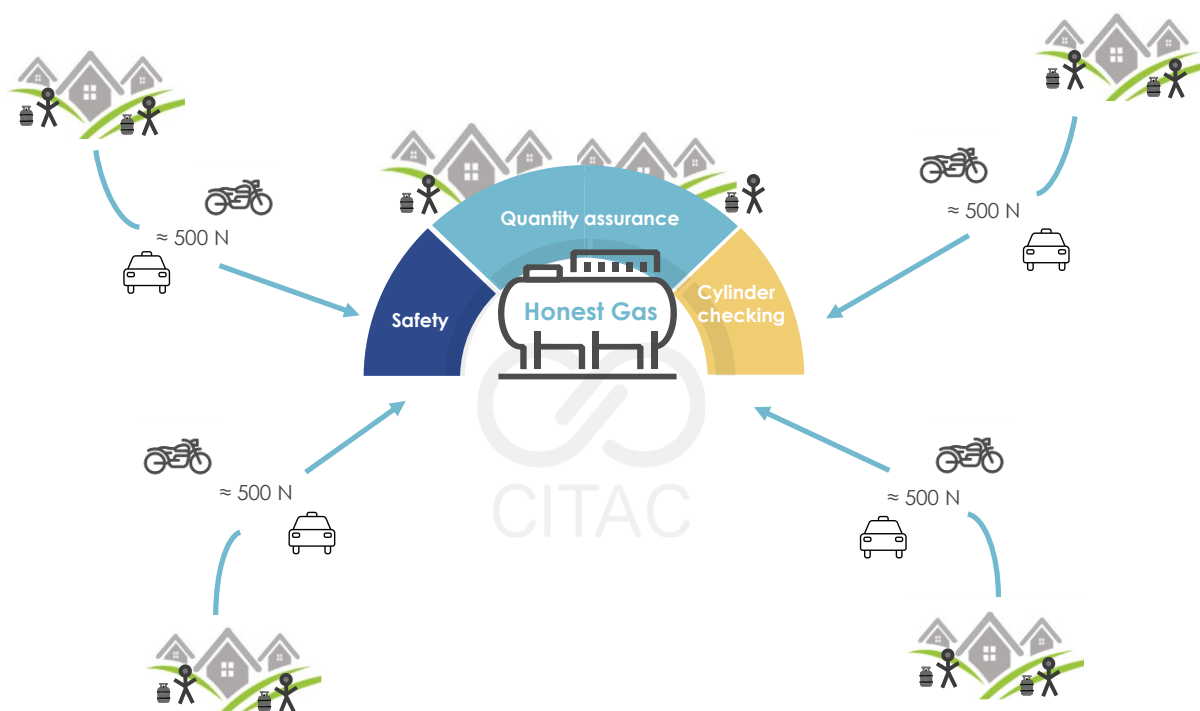 Quantity assurance
≈ 500 N
≈ 500 N
Safety
Honest Gas
Cylinder
checking
≈ 500 N
≈ 500 N
CITAC